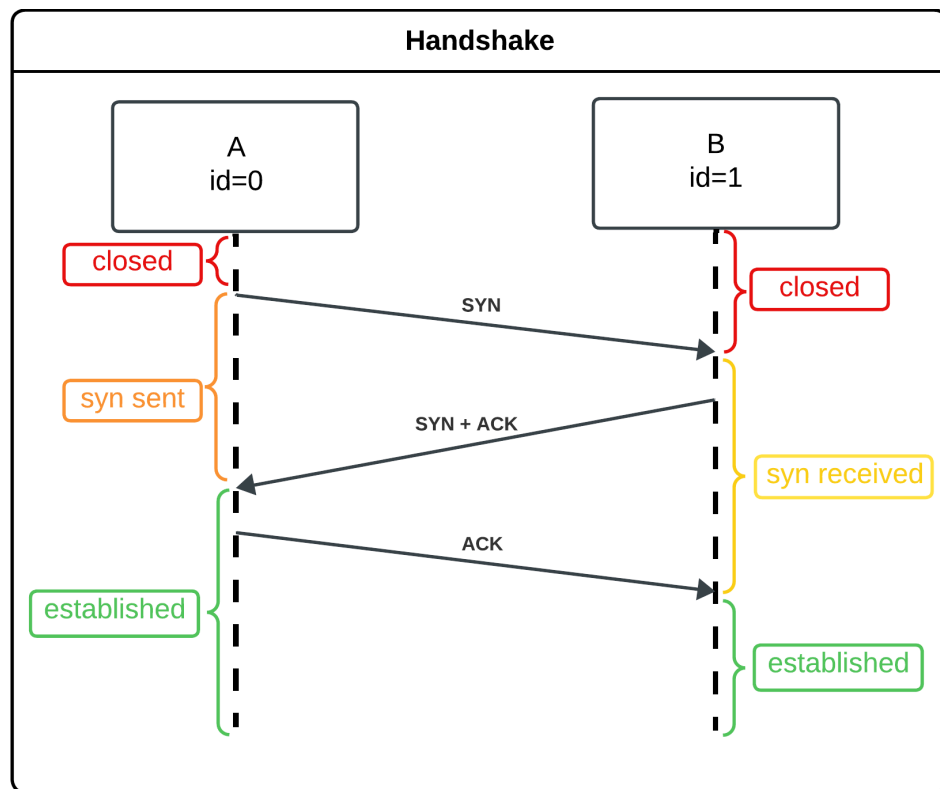 Handshake
A
id=0
B
id=1
closed
closed
SYN
syn sent
SYN + ACK
syn received
ACK
established
established